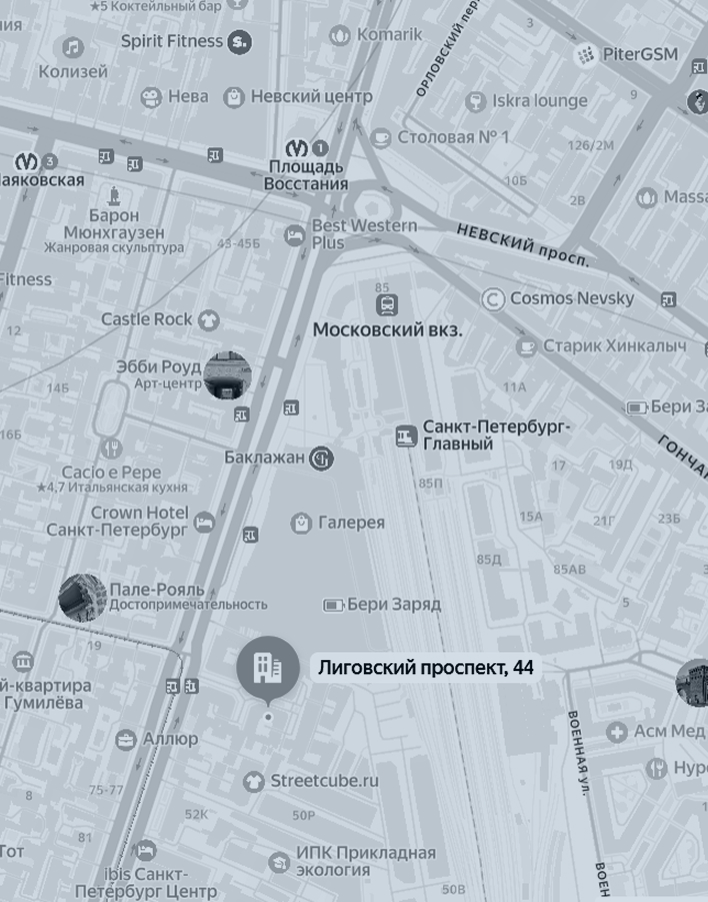 ★5 Коктейльный бар
Spirit Fitness
S.
Komarik
ОРЛОВСКИЙ пер.
3
PiterGSM
Колизей
Нева
Невский центр
Iskra lounge
9
Столовая № 1
126/2М
1
Площадь
Восстания
3
аяковская
10Б
2В
Масса
Барон
Мюнхгаузен
Жанровая скульптура
43-45Б
Best Western
Plus
НЕВСКИЙ просп.
Fitness
85
Cosmos Nevsky
Castle Rock
Московский вкз.
12
Старик Хинкалыч
Эбби Роуд
Арт-центр
14Б
11А
Бери За
16Б
Санкт-Петербург-
Главный
ГОНЧАР
Баклажан
Cacio e Pepe
★4,7 Итальянская кухня
85П
17
19Д
Crown Hotel
Санкт-Петербург
Галерея
15А
21Г
23Б
85Д
85АВ
Пале-Рояль
Достопримечательность
Бери Заряд
5
19
Лиговский проспект, 44
й-квартира
Гумилёва
ВОЕННАЯ ул.
Аллюр
Асм Мед
Streetcube.ru
8
75-77
52К
50Р
81
Гот
ibis Санкт-
Петербург Центр
ИПК Прикладная
экология
50В
ВОЕН